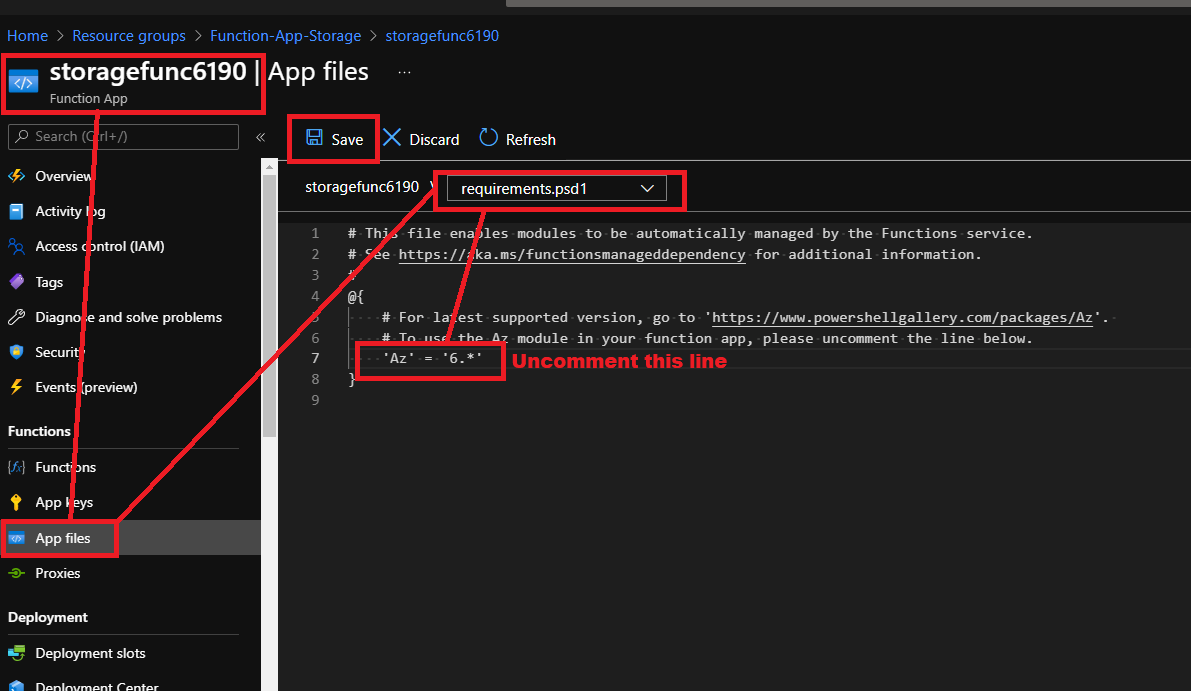 Home > Resource groups > Function-App-Storage > storagefunc6190
storagefunc6190 | App files ...
Function App
Search (Ctrl+/)
«
Overview
Activity log
Access control (IAM)
Tags
Diagnose and solve problems
Security
Events (preview)
Functions
Functions
App keys
App files
Proxies
Deployment
Deployment slots
Deployment Center
Save Discard Refresh
storagefunc6190 \ requirements.psd1
1 # This file enables modules to be automatically managed by the Functions service.
2 # See https://aka.ms/functionsmanageddependency for additional information.
3 #
4 @{
5 # For latest supported version, go to 'https://www.powershellgallery.com/packages/Az'.
6 # To use the Az module in your function app, please uncomment the line below.
7 'Az' = '6.*' Uncomment this line
8 }
9